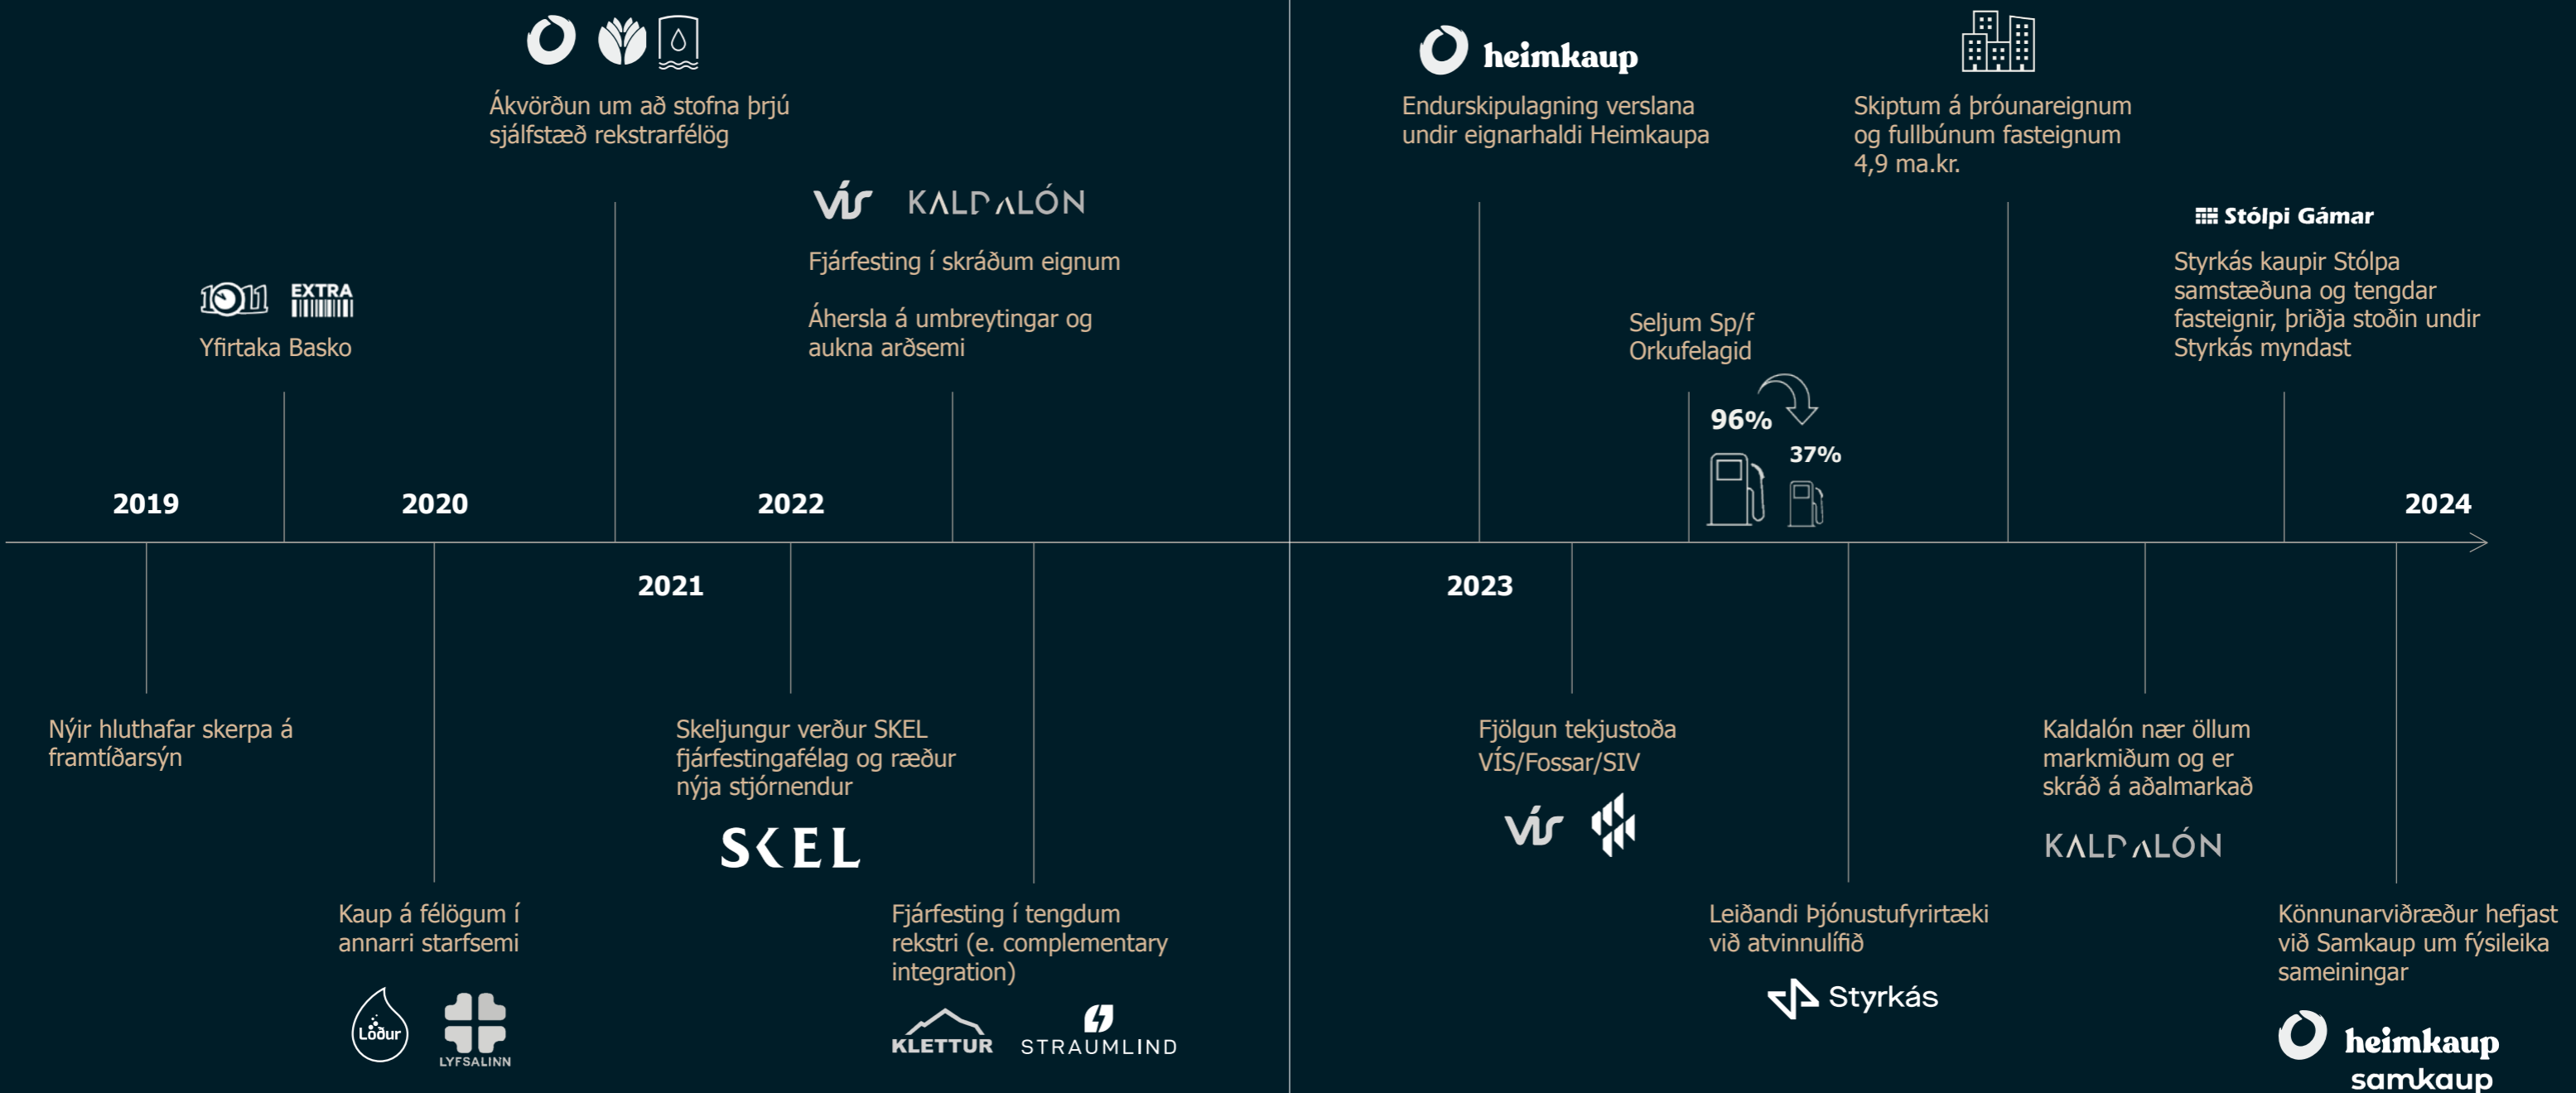 Ákvörðun um að stofna þrjú
sjálfstæð rekstrarfélög
heimkaup
Endurskipulagning verslana
undir eignarhaldi Heimkaupa
Skiptum á þróunareignum
og fullbúnum fasteignum
4,9 ma.kr.
VÍS KALDALÓN
Fjárfesting í skráðum eignum
Áhersla á umbreytingar og
aukna arðsemi
Stólpi Gámar
Styrkás kaupir Stólpa
samstæðuna og tengdar
fasteignir, þriðja stoðin undir
Styrkás myndast
1011 EXTRA
Yfirtaka Basko
Seljum Sp/f
Orkufelagid
96%
37%
2019
2020
2022
2024
2021
2023
Nýir hluthafar skerpa á
framtíðarsýn
Skeljungur verður SKEL
fjárfestingafélag og ræður
nýja stjórnendur
SKEL
Fjölgun tekjustoða
VÍS/Fossar/SIV
VÍS
Kaldalón nær öllum
markmiðum og er
skráð á aðalmarkað
KALDALÓN
Kaup á félögum í
annarri starfsemi
Löður
LYFSALINN
Fjárfesting í tengdum
rekstri (e. complementary
integration)
KLETTUR STRAUMLIND
Leiðandi Þjónustufyrirtæki
við atvinnulífið
Styrkás
Könnunarviðræður hefjast
við Samkaup um fýsileika
sameiningar
heimkaup
samkaup